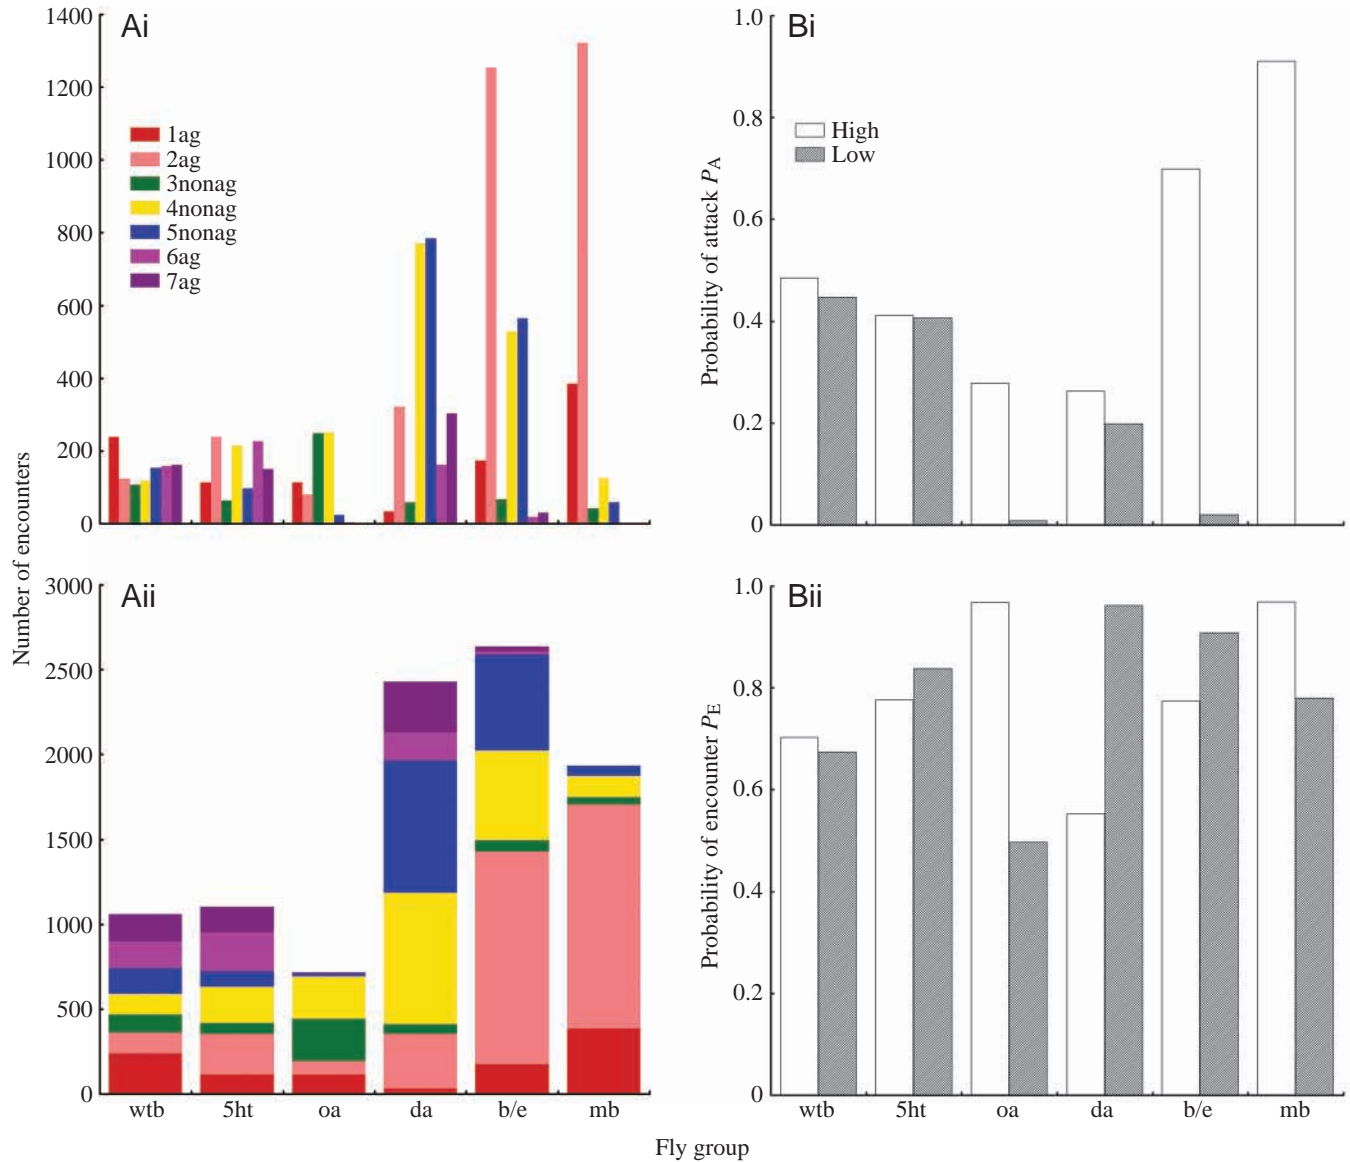 Ai
1400
1200
1000
800
600
400
200
0
1ag
2ag
3nonag
4nonag
5nonag
6ag
7ag
Bi
1.0
0.8
0.6
0.4
0.2
0
High
Low
Probability of attack PA
Number of encounters
Aii
3000
2500
2000
1500
1000
500
0
wtb 5ht oa da b/e mb
Bii
1.0
0.8
0.6
0.4
0.2
0
Probability of encounter PE
wtb 5ht oa da b/e mb
Fly group